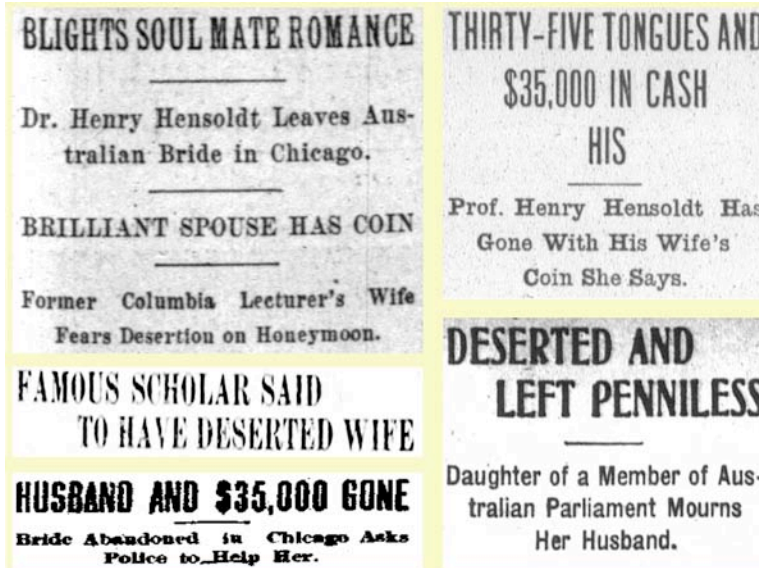 BLIGHTS SOUL MATE ROMANCE
Dr. Henry Hensoldt Leaves Aus-
tralian Bride in Chicago.
BRILLIANT SPOUSE HAS COIN
Former Columbia Lecturer's Wife
Fears Desertion on Honeymoon.
FAMOUS SCHOLAR SAID
TO HAVE DESERTED WIFE
HUSBAND AND $35,000 GONE
Bride Abandoned in Chicago Asks
Police to Help Her.
THIRTY-FIVE TONGUES AND
$35,000 IN CASH
HIS
Prof. Henry Hensoldt Has
Gone With His Wife's
Coin She Says.
DESERTED AND
LEFT PENNILESS
Daughter of a Member of Aus-
tralian Parliament Mourns
Her Husband.